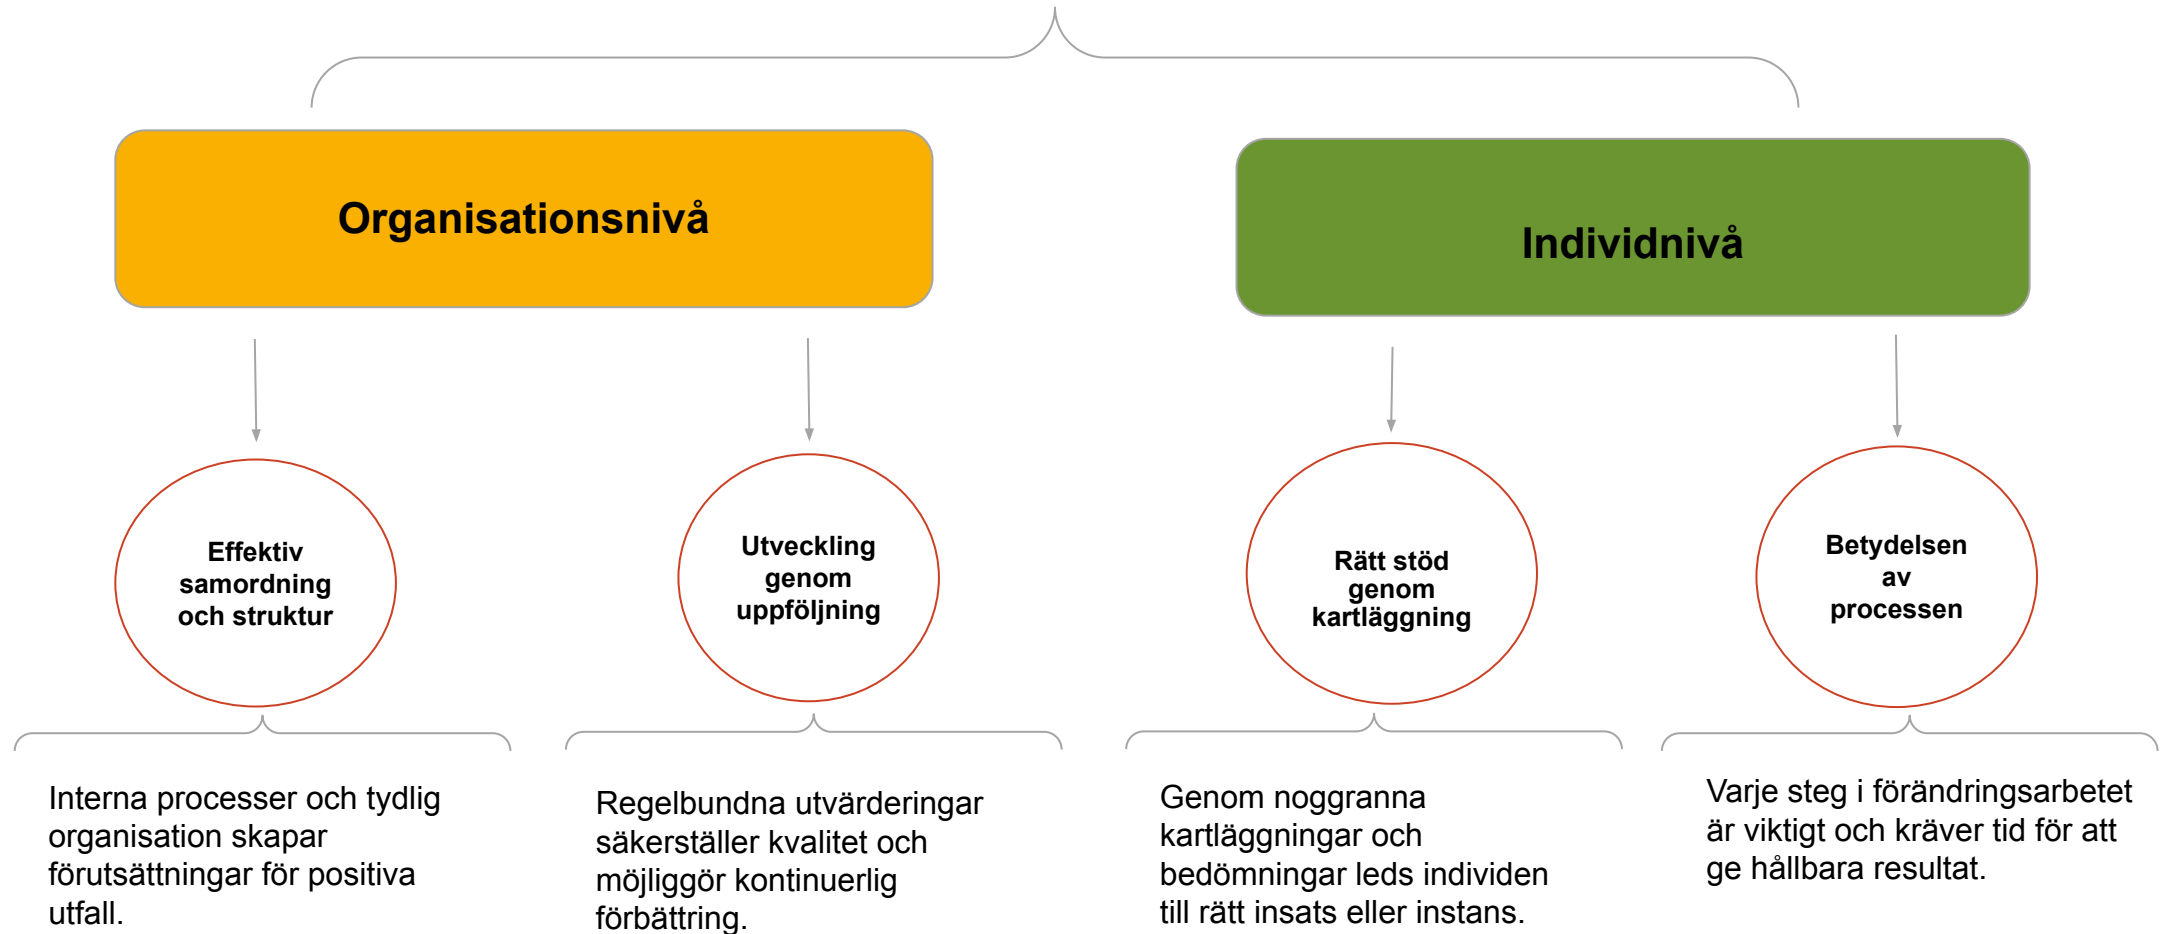 Organisationsnivå
Individnivå
Effektiv
samordning
och struktur
Utveckling
genom
uppföljning
Rätt stöd
genom
kartläggning
Betydelsen
av
processen
Interna processer och tydlig
organisation skapar
förutsättningar för positiva
utfall.
Regelbundna utvärderingar
säkerställer kvalitet och
möjliggör kontinuerlig
förbättring.
Genom noggranna
kartläggningar och
bedömningar leds individen
till rätt insats eller instans.
Varje steg i förändringsarbetet
är viktigt och kräver tid för att
ge hållbara resultat.